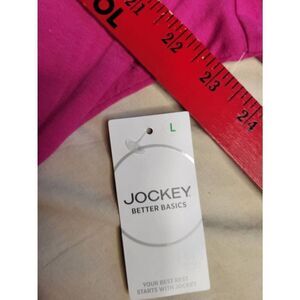 OL
21
22
23
24
L
JOCKEY
BETTER BASICS
YOUR BEST REST
STARTS WITH JOCKEY